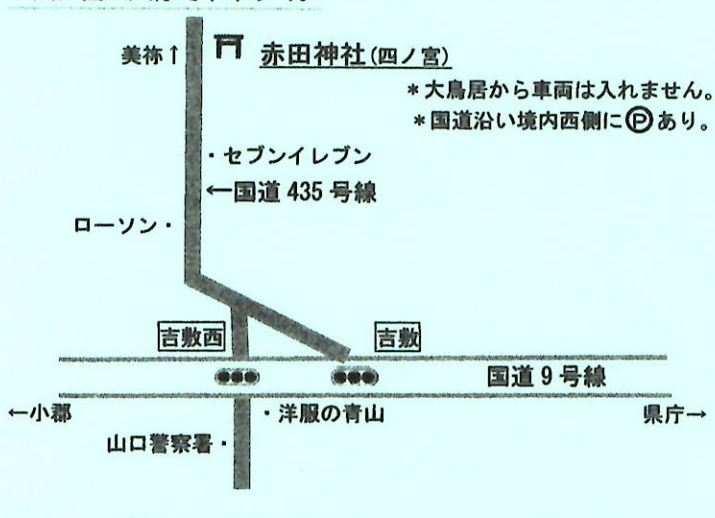 美祢↑
赤田神社(四ノ宮)
＊大鳥居から車両は入れません。
＊国道沿い境内西側にⓅあり。
・セブンイレブン
←国道435号線
ローソン・
吉敷西
吉敷
国道9号線
←小郡
・洋服の青山
県庁→
山口警察署・